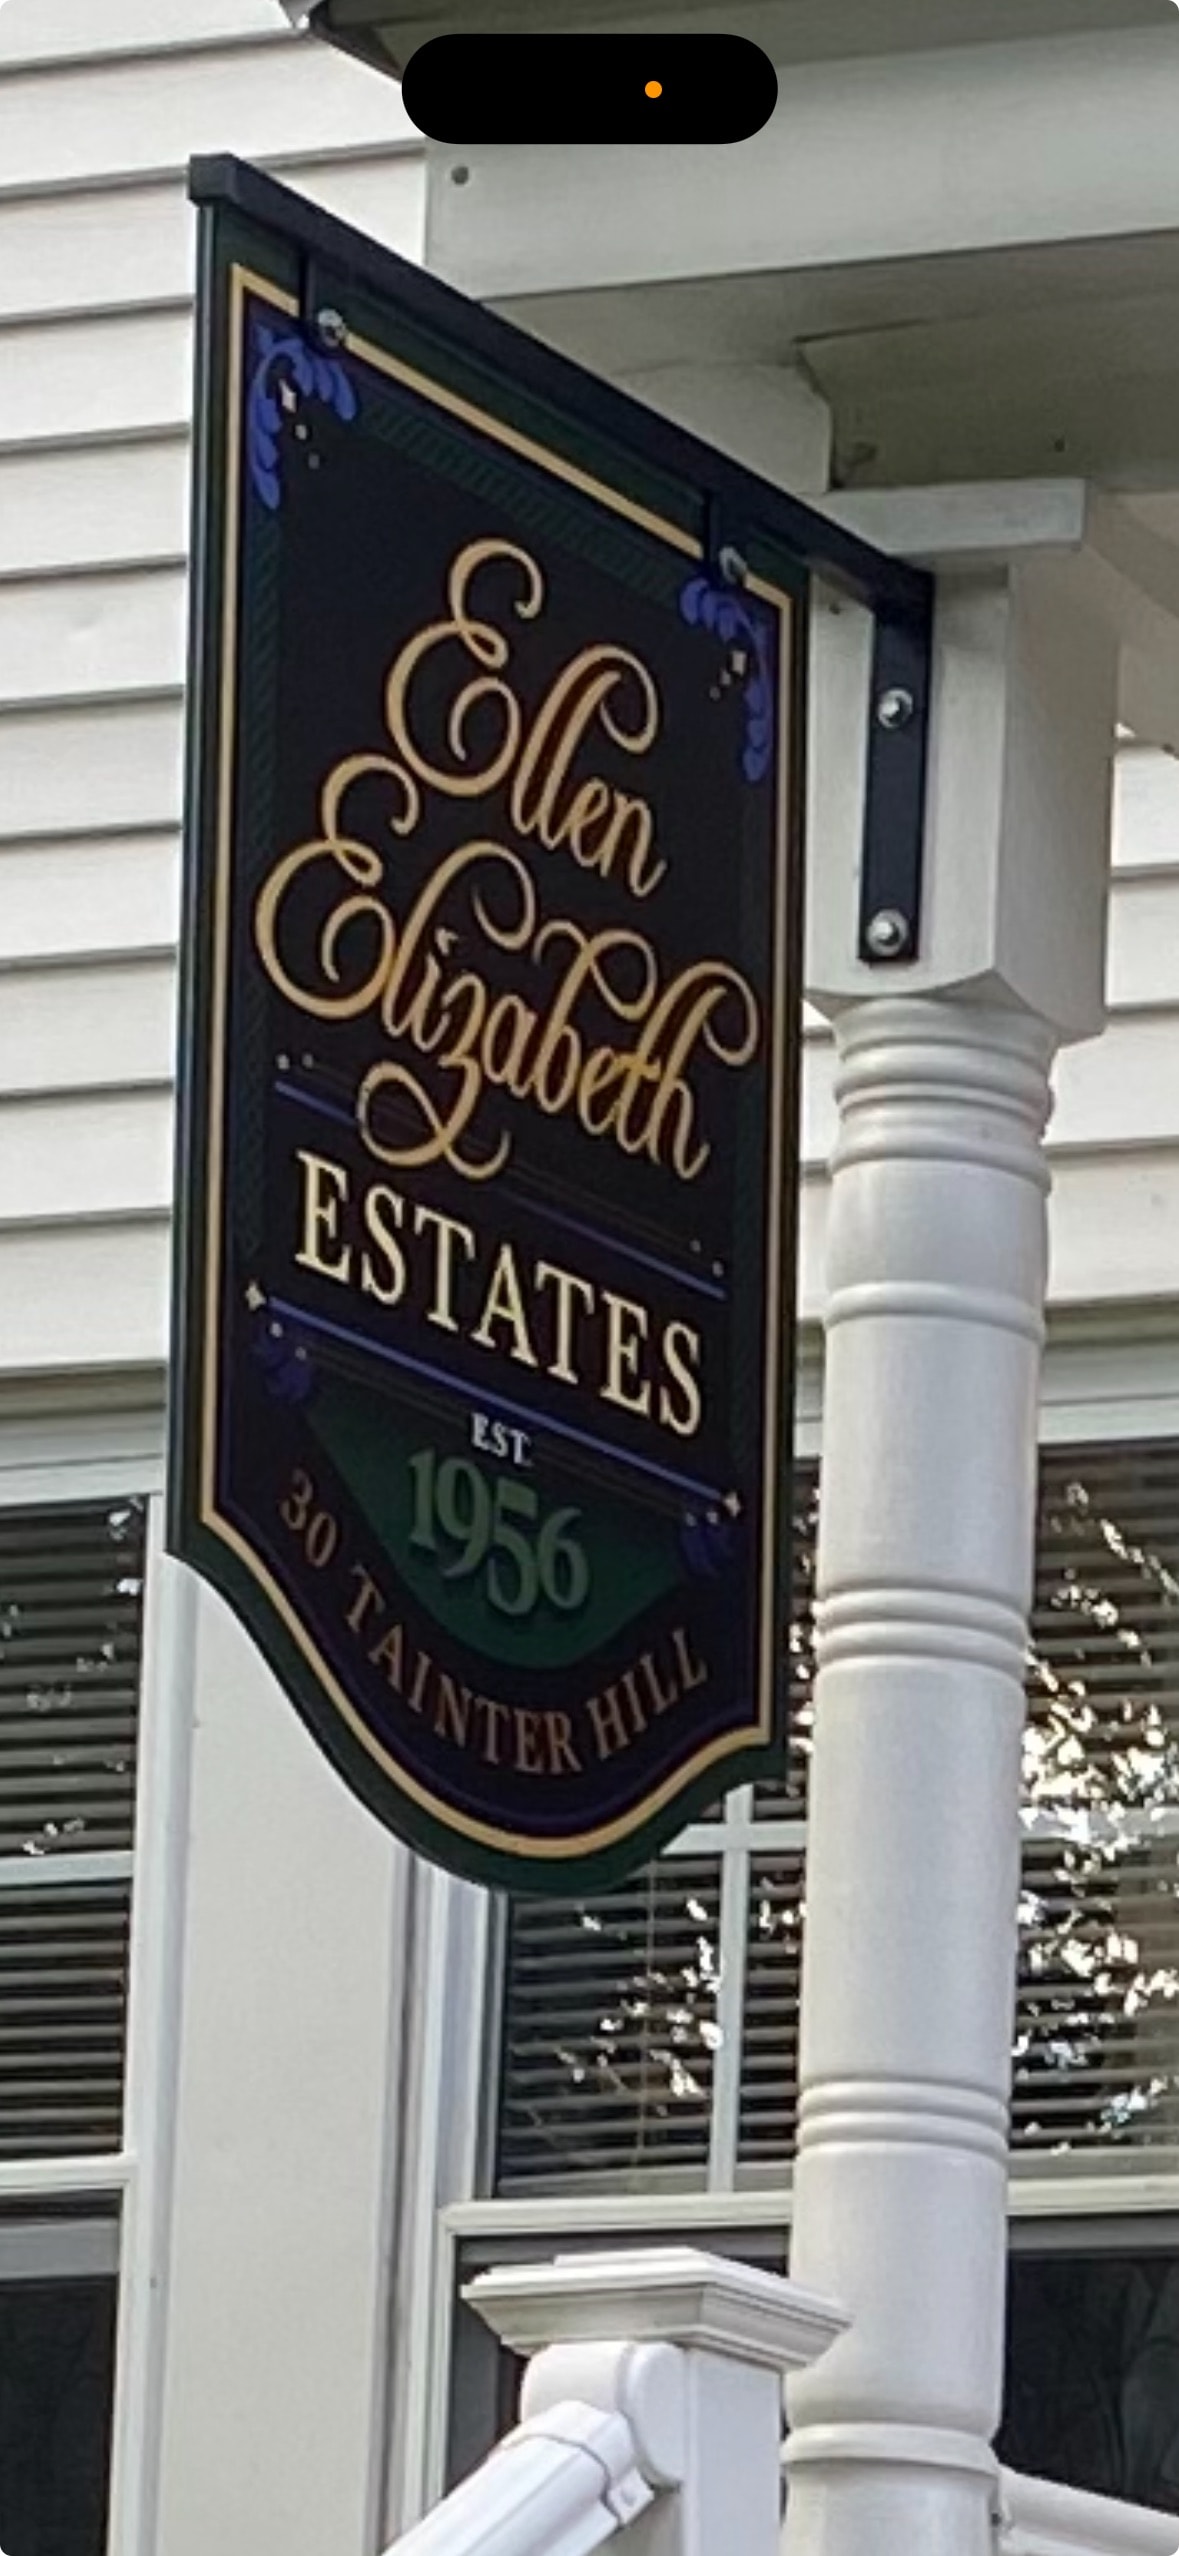 Ellen
Elizabeth
ESTATES
EST.
1956
30 TAINTER HILL